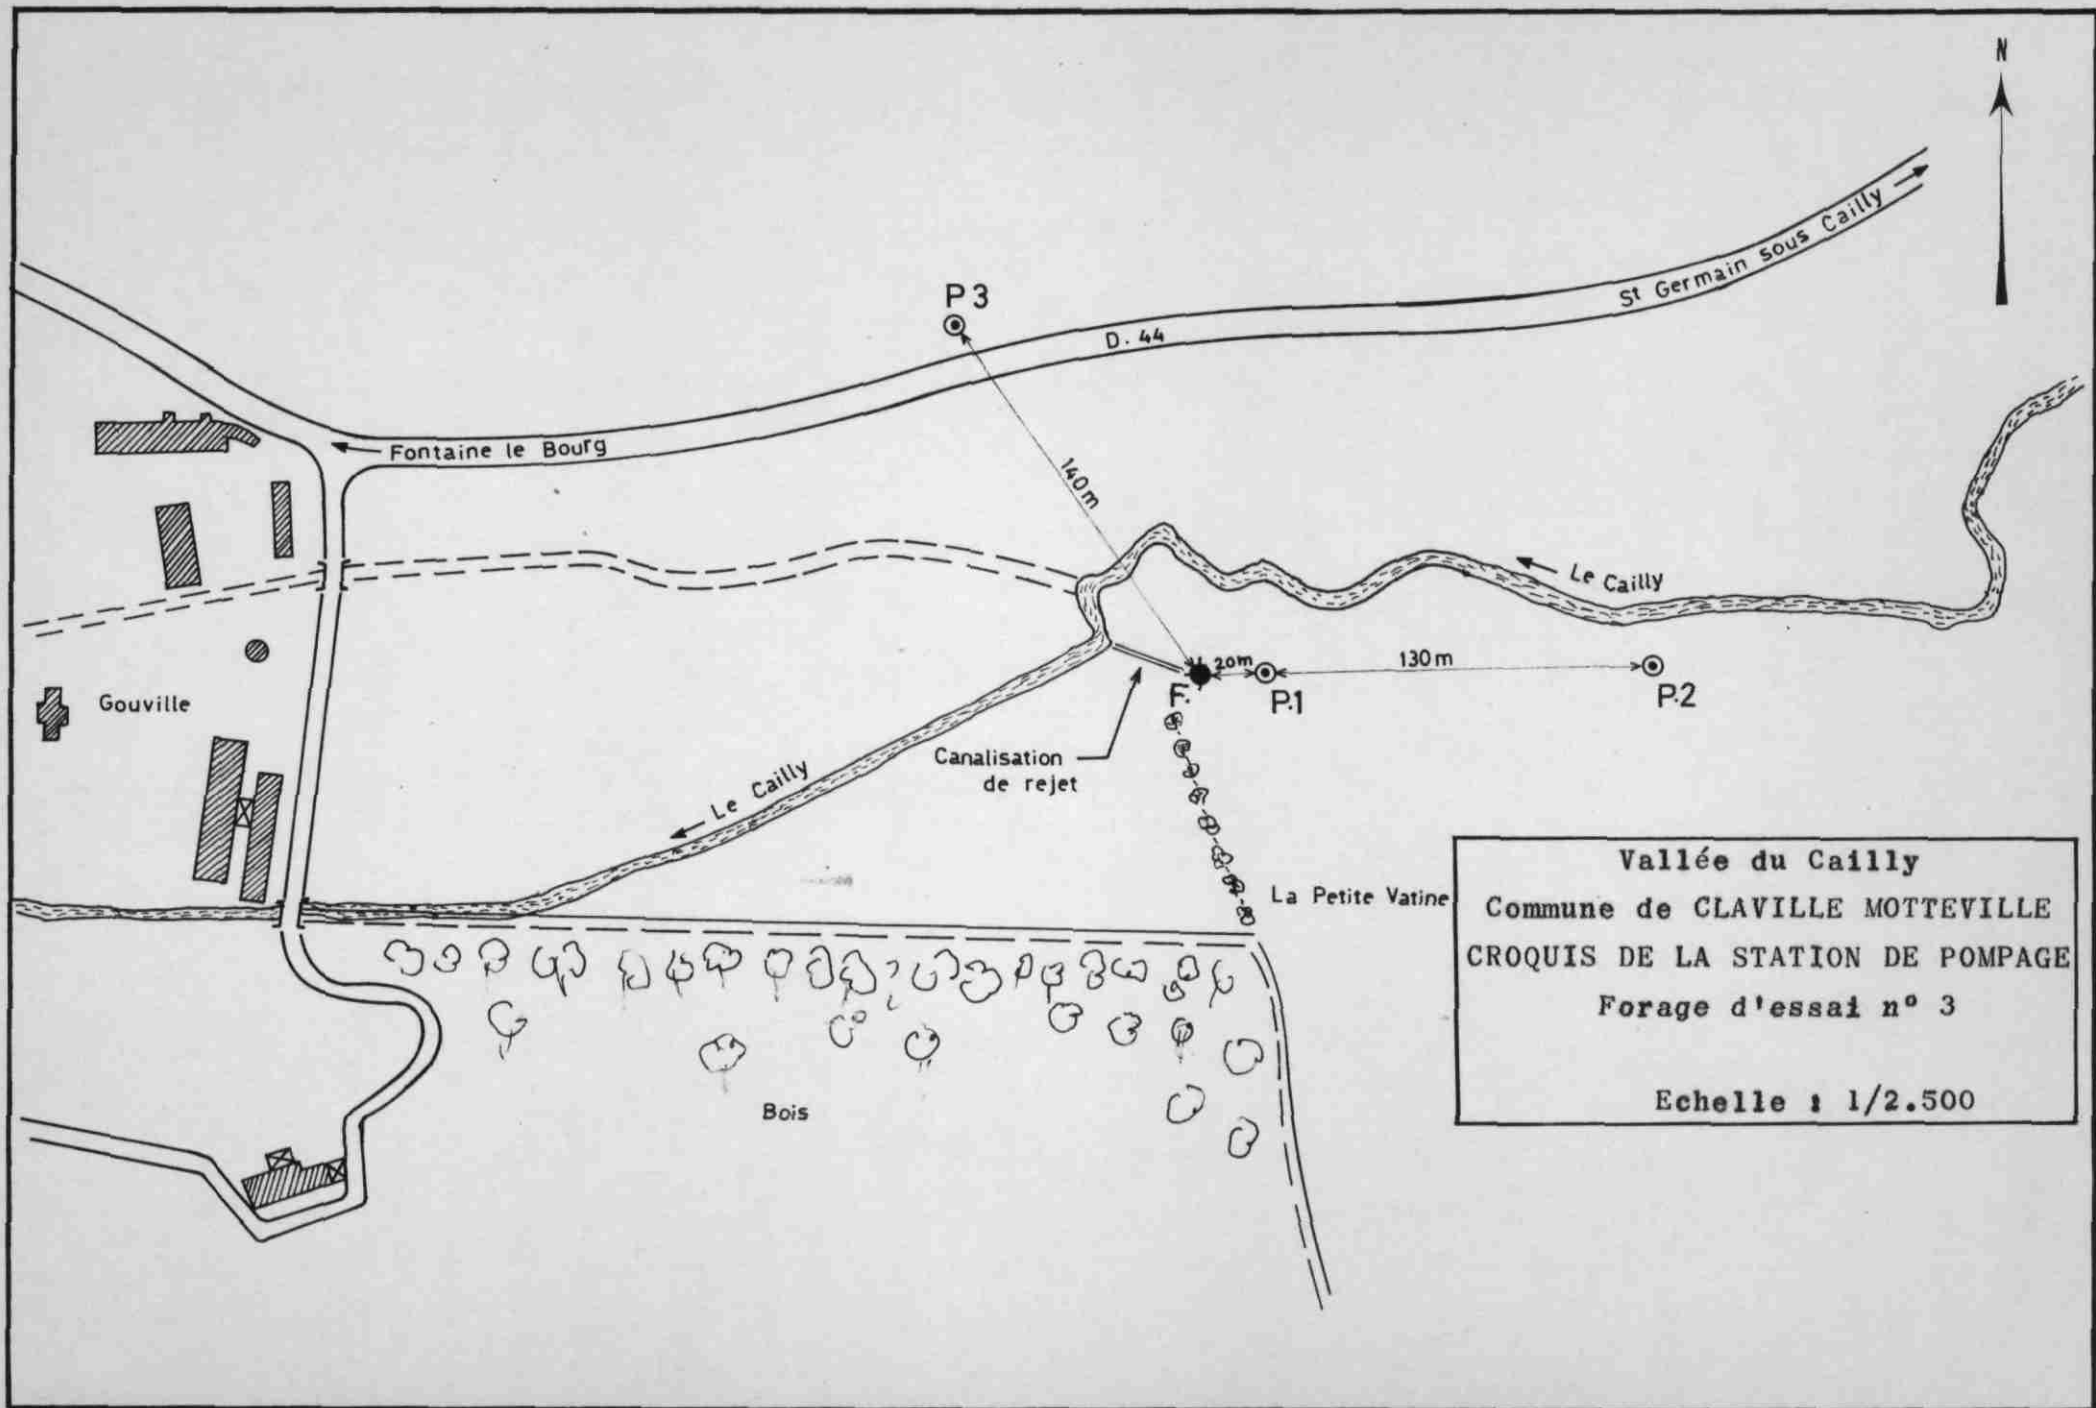 N
St Germain sous Cailly
P3
D. 44
Fontaine le Bourg
140m
Le Cailly
20m
130m
F.
P.1
P.2
Gouville
Canalisation
de rejet
Le Cailly
La Petite Vatine
Vallée du Cailly
Commune de CLAVILLE MOTTEVILLE
CROQUIS DE LA STATION DE POMPAGE
Forage d'essai nº 3
Echelle : 1/2.500
Bois